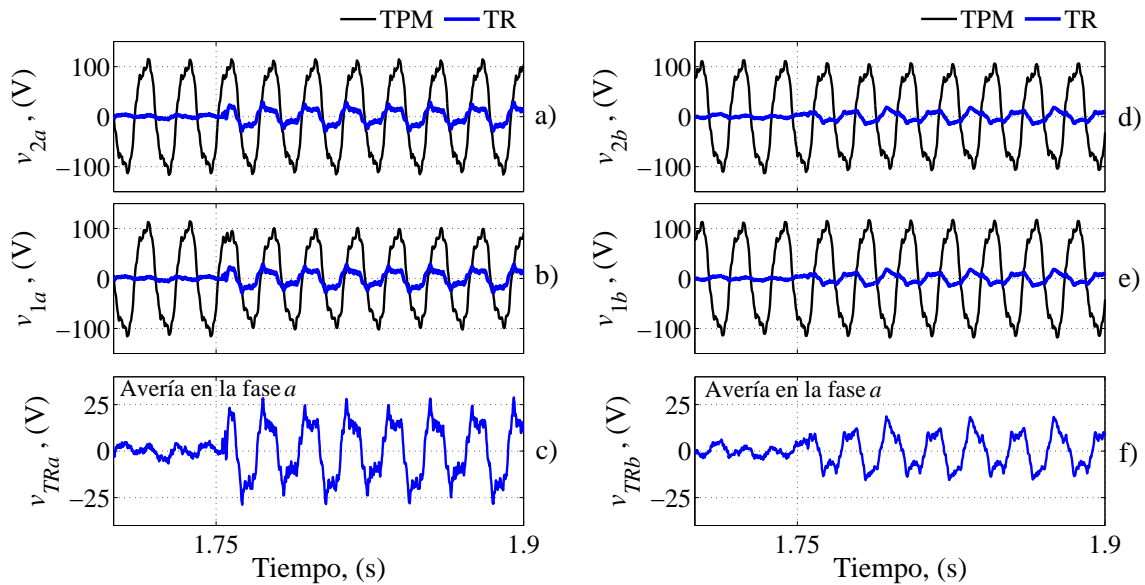 TPM TR
100
0
−100
v2a , (V)
a)
100
0
−100
v1a , (V)
b)
Avería en la fase a
25
0
−25
vTRa , (V)
c)
1.75 1.9
Tiempo, (s)
TPM TR
100
0
−100
v2b , (V)
d)
100
0
−100
v1b , (V)
e)
Avería en la fase a
25
0
−25
vTRb , (V)
f)
1.75 1.9
Tiempo, (s)